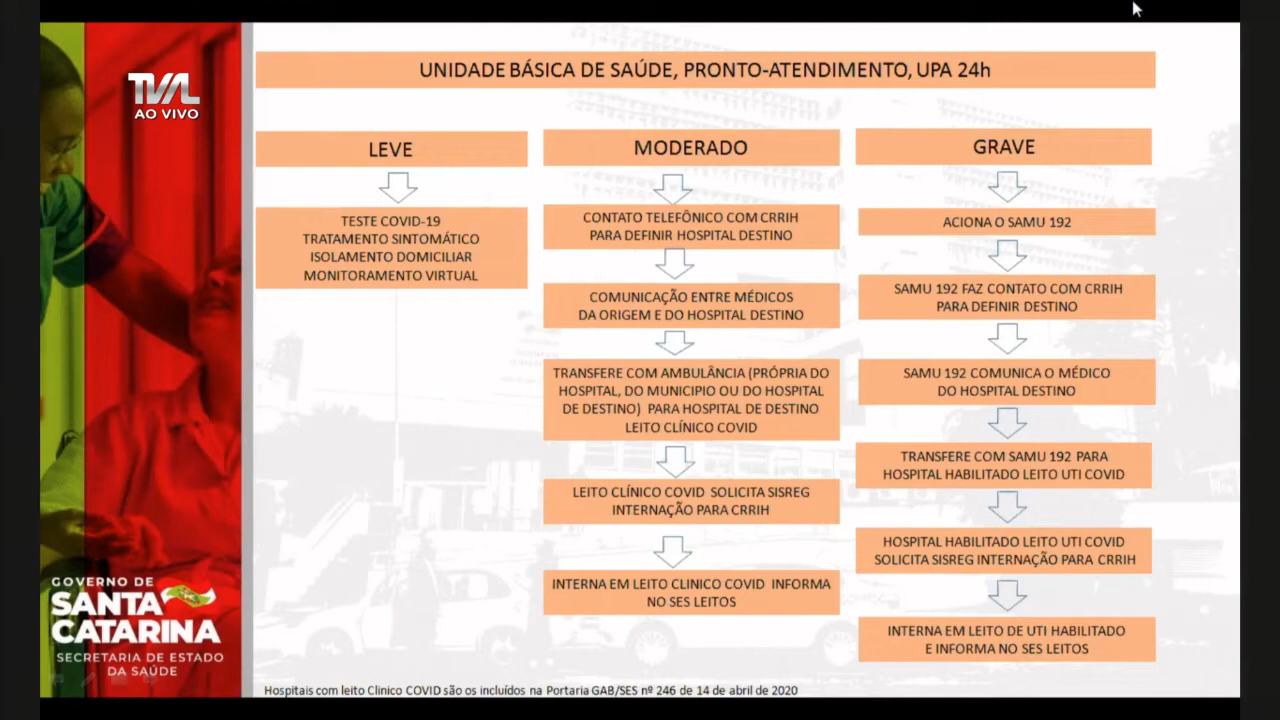 TVAL
AO VIVO
UNIDADE BÁSICA DE SAÚDE, PRONTO-ATENDIMENTO, UPA 24h
LEVE
TESTE COVID-19
TRATAMENTO SINTOMÁTICO
ISOLAMENTO DOMICILIAR
MONITORAMENTO VIRTUAL
MODERADO
CONTATO TELEFÔNICO COM CRRIH
PARA DEFINIR HOSPITAL DESTINO
COMUNICAÇÃO ENTRE MÉDICOS
DA ORIGEM E DO HOSPITAL DESTINO
TRANSFERE COM AMBULÂNCIA (PRÓPRIA DO
HOSPITAL, DO MUNICIPIO OU DO HOSPITAL
DE DESTINO) PARA HOSPITAL DE DESTINO
LEITO CLÍNICO COVID
LEITO CLÍNICO COVID SOLICITA SISREG
INTERNAÇÃO PARA CRRIH
INTERNA EM LEITO CLINICO COVID INFORMA
NO SES LEITOS
GRAVE
ACIONA O SAMU 192
SAMU 192 FAZ CONTATO COM CRRIH
PARA DEFINIR DESTINO
SAMU 192 COMUNICA O MÉDICO
DO HOSPITAL DESTINO
TRANSFERE COM SAMU 192 PARA
HOSPITAL HABILITADO LEITO UTI COVID
HOSPITAL HABILITADO LEITO UTI COVID
SOLICITA SISREG INTERNAÇÃO PARA CRRIH
INTERNA EM LEITO DE UTI HABILITADO
E INFORMA NO SES LEITOS
GOVERNO DE
SANTA
CATARINA
SECRETARIA DE ESTADO
DA SAÚDE
Hospitais com leito Clinico COVID são os incluídos na Portaria GAB/SES nº 246 de 14 de abril de 2020